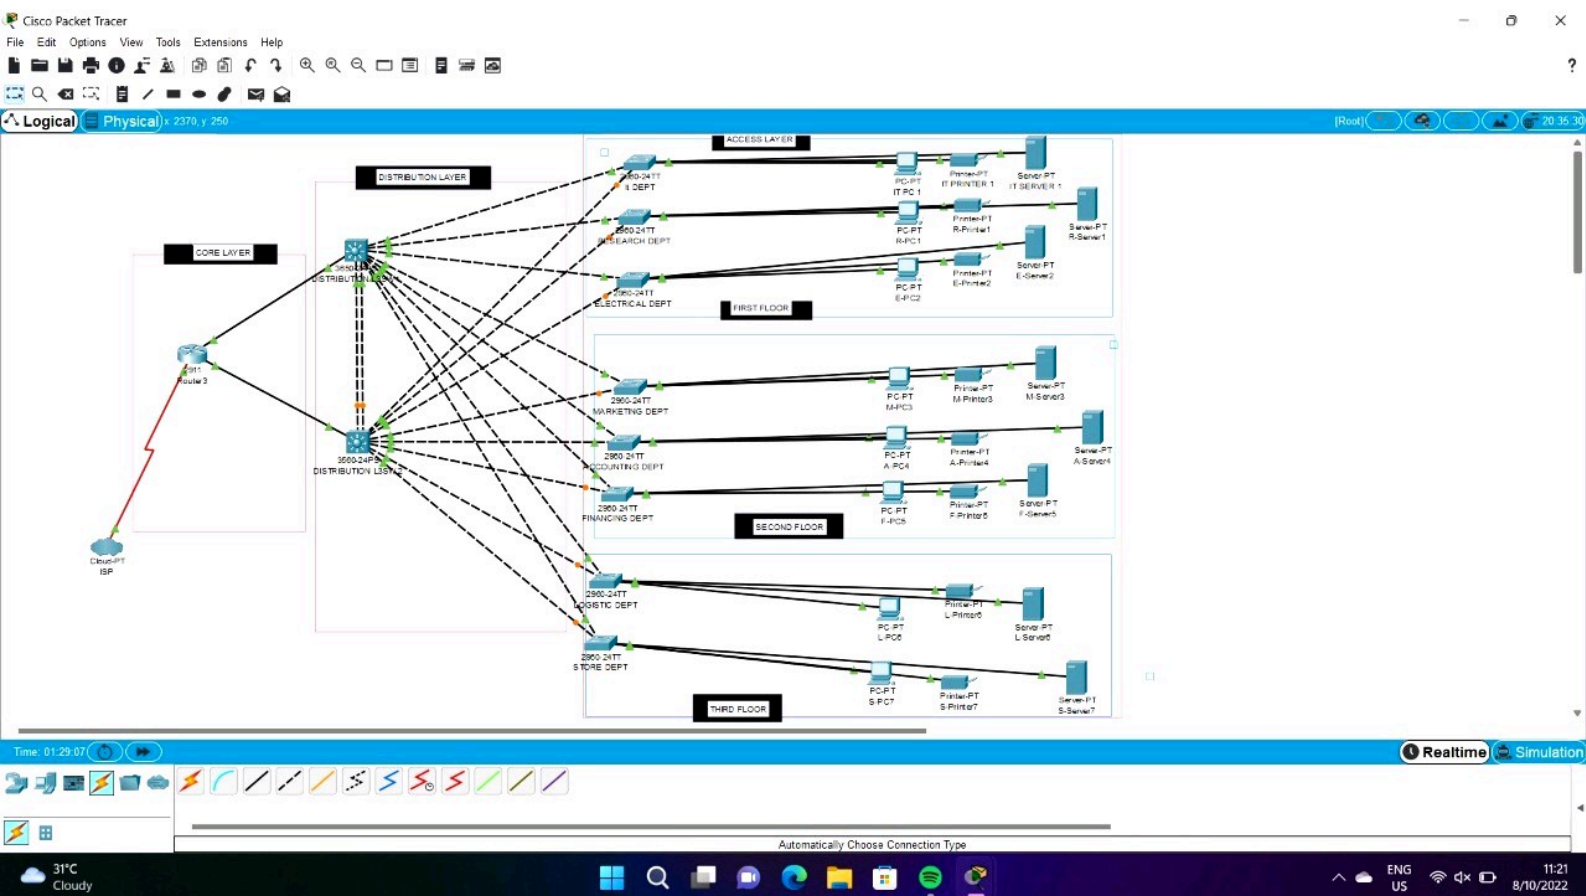 Cisco Packet Tracer
File Edit Options View Tools Extensions Help
?
Logical Physical x: 2370, y: 250 [Root] 20:35:30
ACCESS LAYER
DISTRIBUTION LAYER
CORE LAYER
2960-24TT
PC-PT
IT PC 1
Printer-PT
IT PRINTER 1
Server-PT
IT SERVER 1
2960-24TT
RESEARCH DEPT
PC-PT
R-PC1
Printer-PT
R-Printer1
Server-PT
R-Server1
2960-24TT
ELECTRICAL DEPT
PC-PT
E-PC2
Printer-PT
E-Printer2
Server-PT
E-Server2
FIRST FLOOR
2911
Router3
2960-24TT
MARKETING DEPT
PC-PT
M-PC3
Printer-PT
M-Printer3
Server-PT
M-Server3
DISTRIBUTION
2960-24TT
ACCOUNTING DEPT
PC-PT
A-PC4
Printer-PT
A-Printer4
Server-PT
A-Server4
2960-24TT
FINANCING DEPT
PC-PT
F-PC5
Printer-PT
F-Printer5
Server-PT
F-Server5
SECOND FLOOR
Cloud-PT
ISP
2960-24TT
LOGISTIC DEPT
PC-PT
L-PC6
Printer-PT
L-Printer6
Server-PT
L-Server6
2960-24TT
STORE DEPT
PC-PT
S-PC7
Printer-PT
S-Printer7
Server-PT
S-Server7
THIRD FLOOR
Time: 01:29:07 Realtime Simulation
Automatically Choose Connection Type
31°C
Cloudy
ENG
US
11:21
8/10/2022